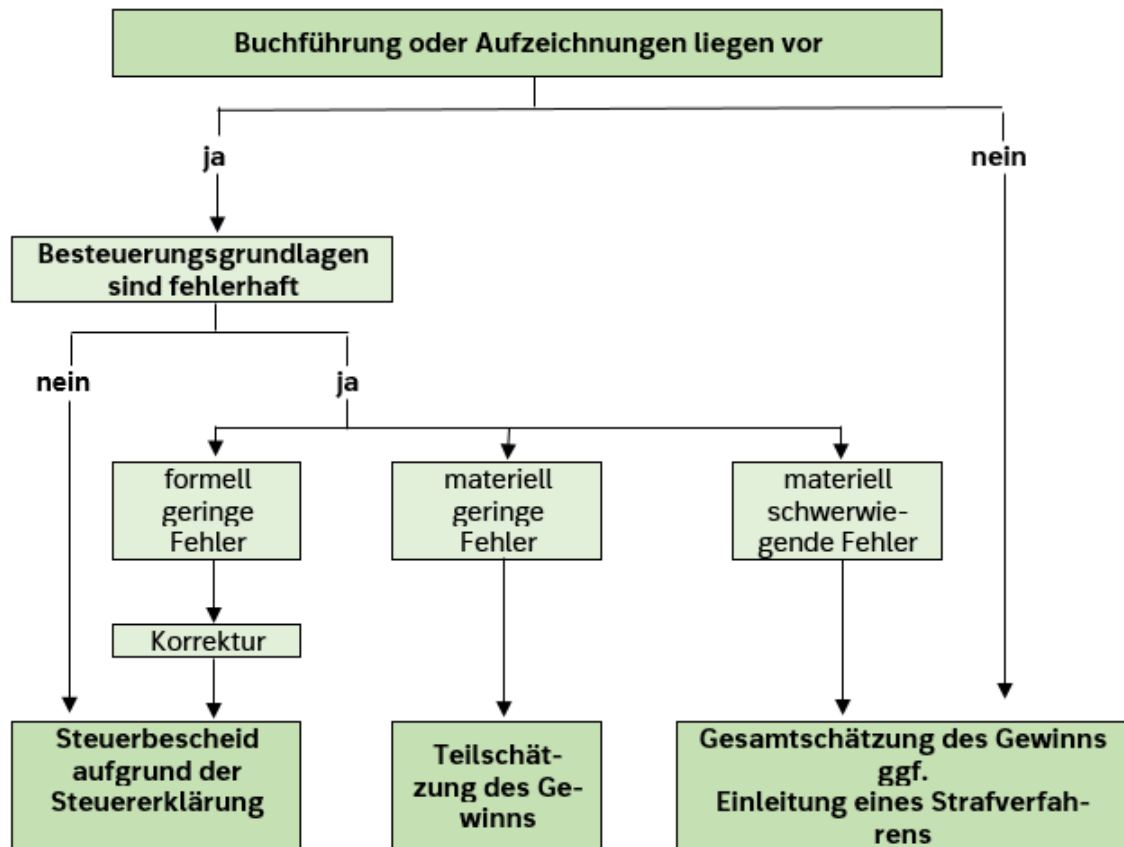 Buchführung oder Aufzeichnungen liegen vor
ja
nein
Besteuerungsgrundlagen
sind fehlerhaft
nein
ja
formell
geringe
Fehler
materiell
geringe
Fehler
materiell
schwerwie-
gende Fehler
Korrektur
Steuerbescheid
aufgrund der
Steuererklärung
Teilschät-
zung des Ge-
winns
Gesamtschätzung des Gewinns
ggf.
Einleitung eines Strafverfah-
rens